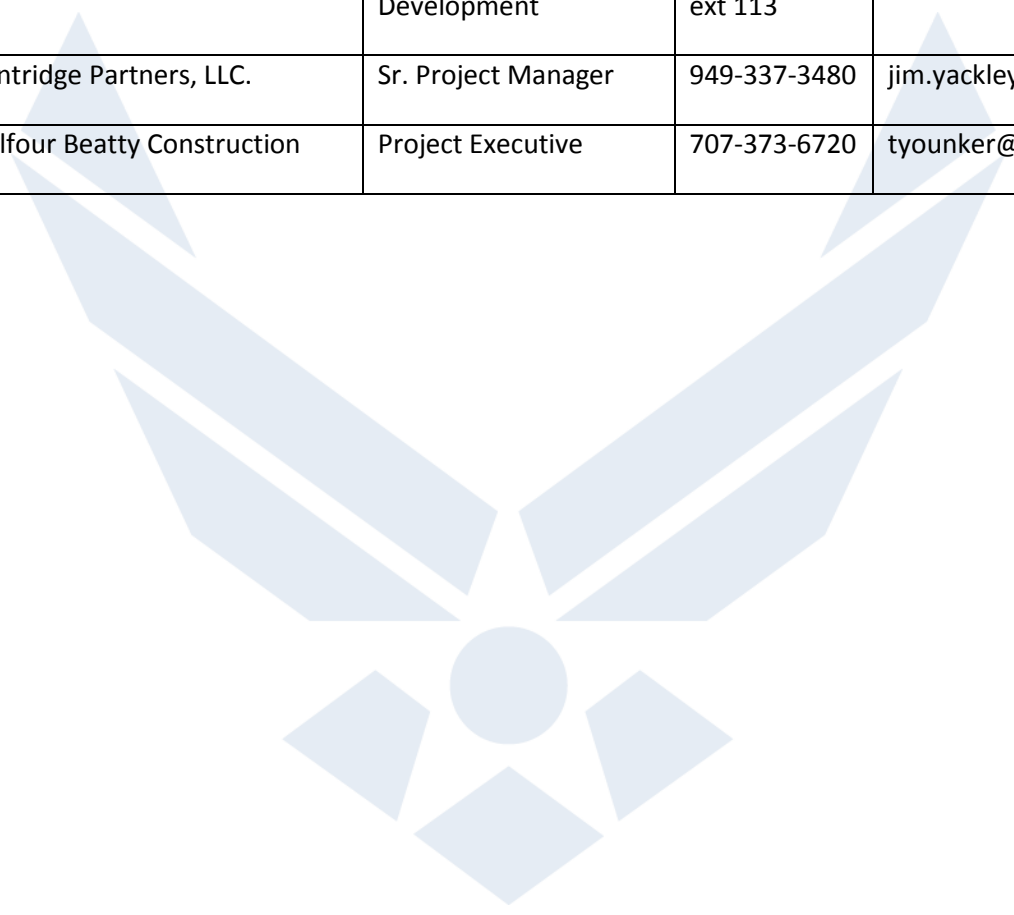 Development ext 113
ntridge Partners, LLC. Sr. Project Manager 949-337-3480 jim.yackley
lfour Beatty Construction Project Executive 707-373-6720 tyounker@